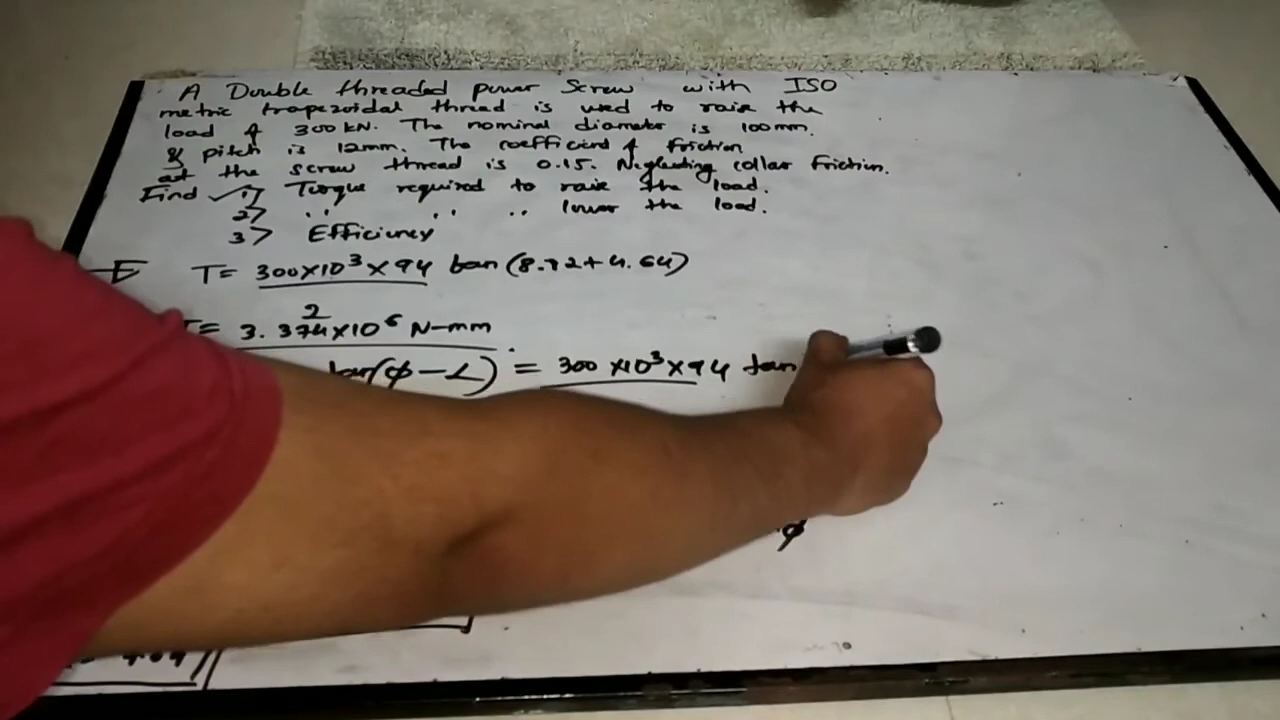 A Double threaded power Screw with ISO
metric trapezoidal thread is used to raise the
load of 300 kN. The nominal diameter is 100mm.
& pitch is 12mm. The coefficient of friction
at the screw thread is 0.15. Neglecting collar Friction.
Find 1> Torque required to raise the load.
2> ,, ,, ,, lower the load.
3> Efficiency
T = 300×10³×94 tan(8.72+4.64)
2
= 3.374×10⁶ N-mm
tan(φ-L) = 300×10³×94 tan
φ